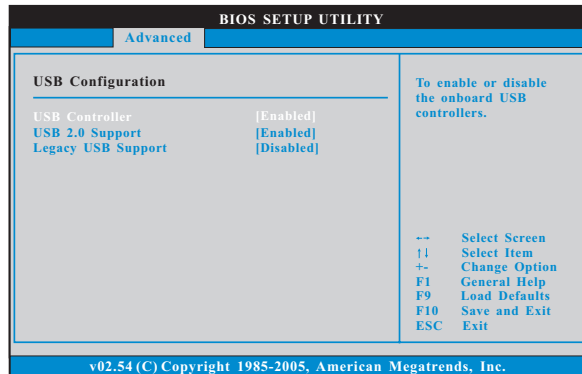 BIOS SETUP UTILITY
Advanced
USB Configuration
USB Controller [Enabled]
USB 2.0 Support [Enabled]
Legacy USB Support [Disabled]
To enable or disable
the onboard USB
controllers.
←→ Select Screen
↑↓ Select Item
+- Change Option
F1 General Help
F9 Load Defaults
F10 Save and Exit
ESC Exit
v02.54 (C) Copyright 1985-2005, American Megatrends, Inc.